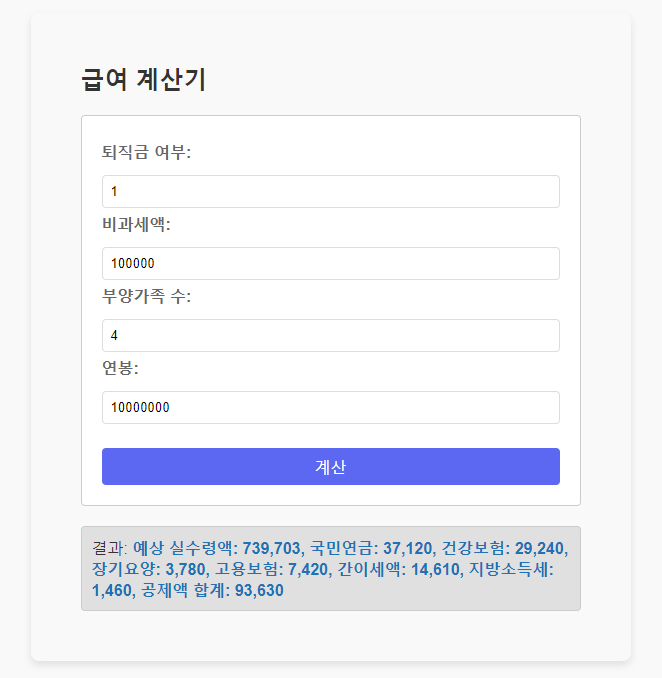 급여 계산기
퇴직금 여부:
1
비과세액:
100000
부양가족 수:
4
연봉:
10000000
계산
결과: 예상 실수령액: 739,703, 국민연금: 37,120, 건강보험: 29,240,
장기요양: 3,780, 고용보험: 7,420, 간이세액: 14,610, 지방소득세:
1,460, 공제액 합계: 93,630